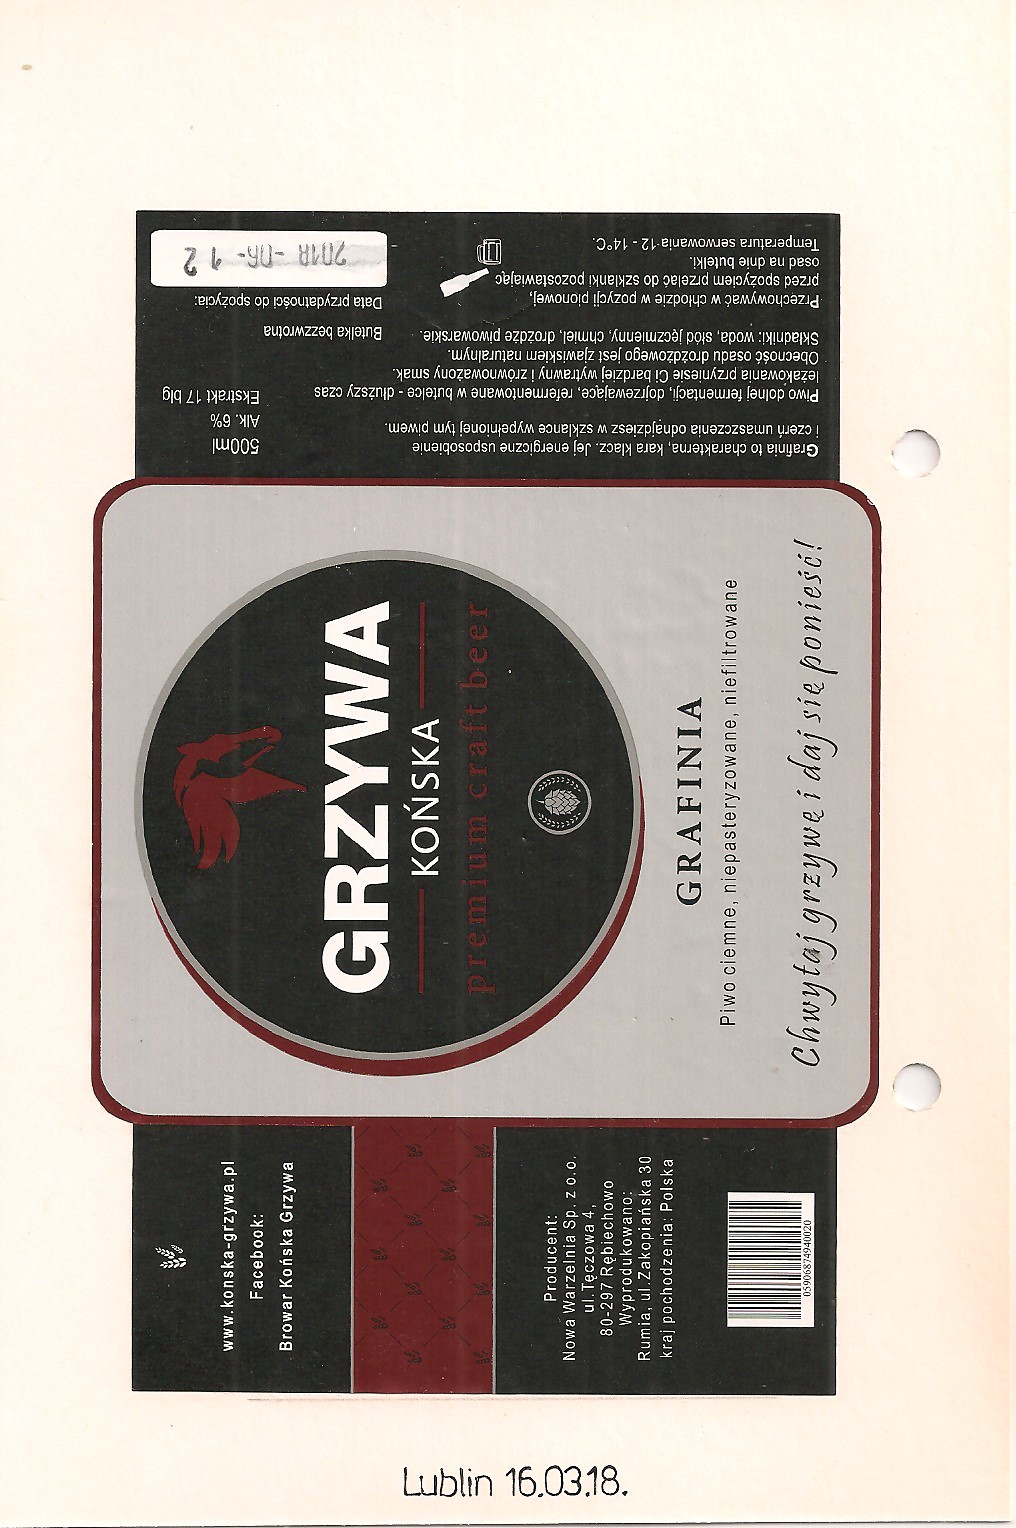 GRZYWA
KOŃSKA
premium craft beer
GRAFINIA
Piwo ciemne, niepasteryzowane, niefiltrowane
Chwytaj grzywę i daj się ponieść!
Grafinia to charakterna, kara klacz. Jej energiczne usposobienie
i czerń umaszczenia odnajdziesz w szklance wypełnionej tym piwem.
Piwo dolnej fermentacji, dojrzewające, refermentowane w butelce - dłuższy czas
leżakowania przyniesie Ci bardziej wytrawny i zrównoważony smak.
Obecność osadu drożdżowego jest zjawiskiem naturalnym.
Składniki: woda, słód jęczmienny, chmiel, drożdże piwowarskie.
Przechowywać w chłodzie w pozycji pionowej,
przed spożyciem przelać do szklanki pozostawiając
osad na dnie butelki.
Temperatura serwowania 12 - 14°C.
500ml
Alk. 6%
Ekstrakt 17 blg
Butelka bezzwrotna
Data przydatności do spożycia:
2018-06-12
www.konska-grzywa.pl
Facebook:
Browar Końska Grzywa
Producent:
Nowa Warzelnia Sp. z o.o.
ul.Tęczowa 4,
80-297 Rębiechowo
Wyprodukowano:
Rumia, ul.Zakopiańska 30
kraj pochodzenia: Polska
05906874940020
Lublin 16.03.18.